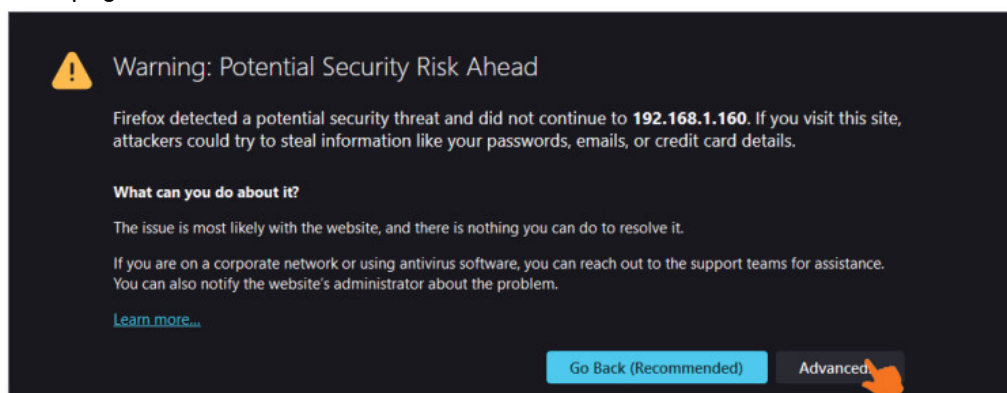 Warning: Potential Security Risk Ahead
Firefox detected a potential security threat and did not continue to 192.168.1.160. If you visit this site,
attackers could try to steal information like your passwords, emails, or credit card details.
What can you do about it?
The issue is most likely with the website, and there is nothing you can do to resolve it.
If you are on a corporate network or using antivirus software, you can reach out to the support teams for assistance.
You can also notify the website's administrator about the problem.
Learn more...
Go Back (Recommended) Advanced